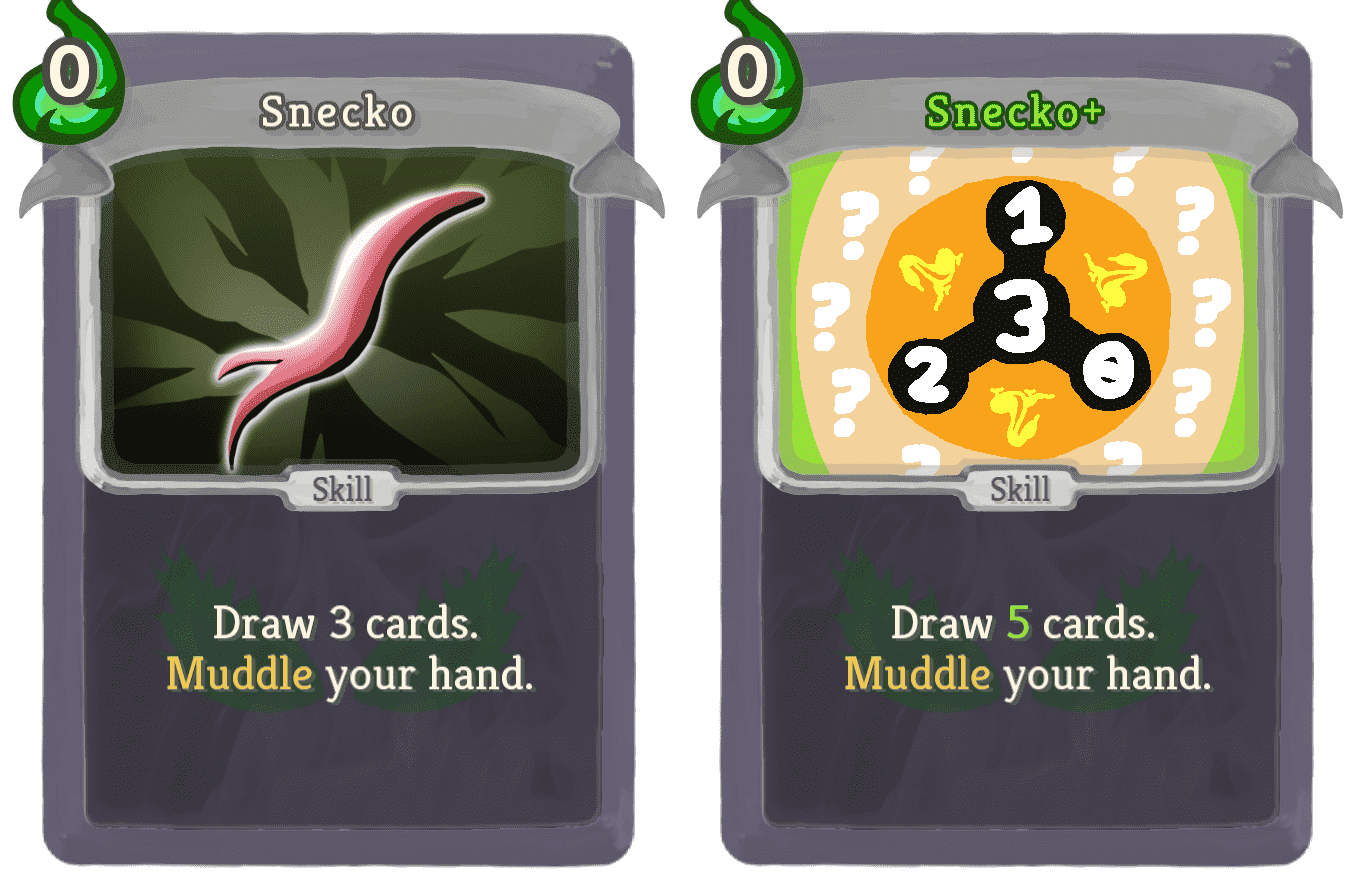 0
Snecko
Skill
Draw 3 cards.
Muddle your hand.
0
Snecko+
? ? ?
? 1 ?
? 3 ?
? 2 0 ?
? ?
Skill
Draw 5 cards.
Muddle your hand.